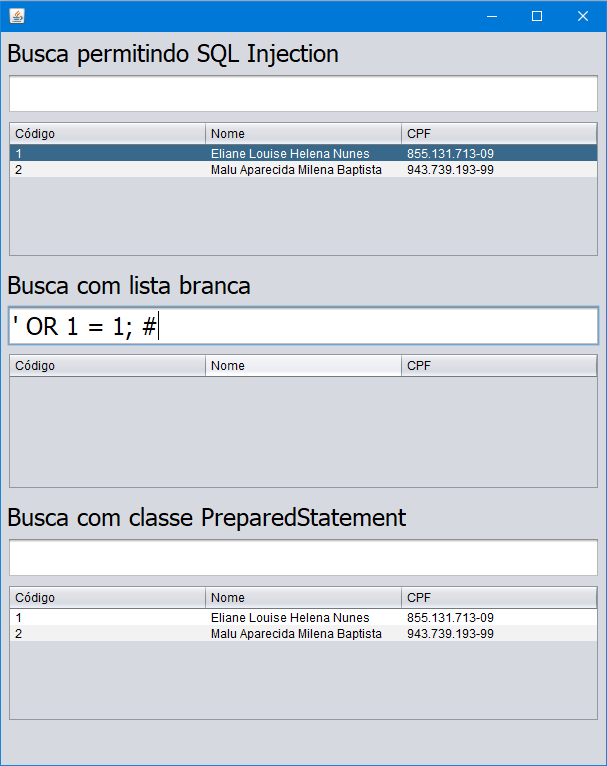 Busca permitindo SQL Injection
Código Nome CPF
1 Eliane Louise Helena Nunes 855.131.713-09
2 Malu Aparecida Milena Baptista 943.739.193-99
Busca com lista branca
' OR 1 = 1; #
Código Nome CPF
Busca com classe PreparedStatement
Código Nome CPF
1 Eliane Louise Helena Nunes 855.131.713-09
2 Malu Aparecida Milena Baptista 943.739.193-99